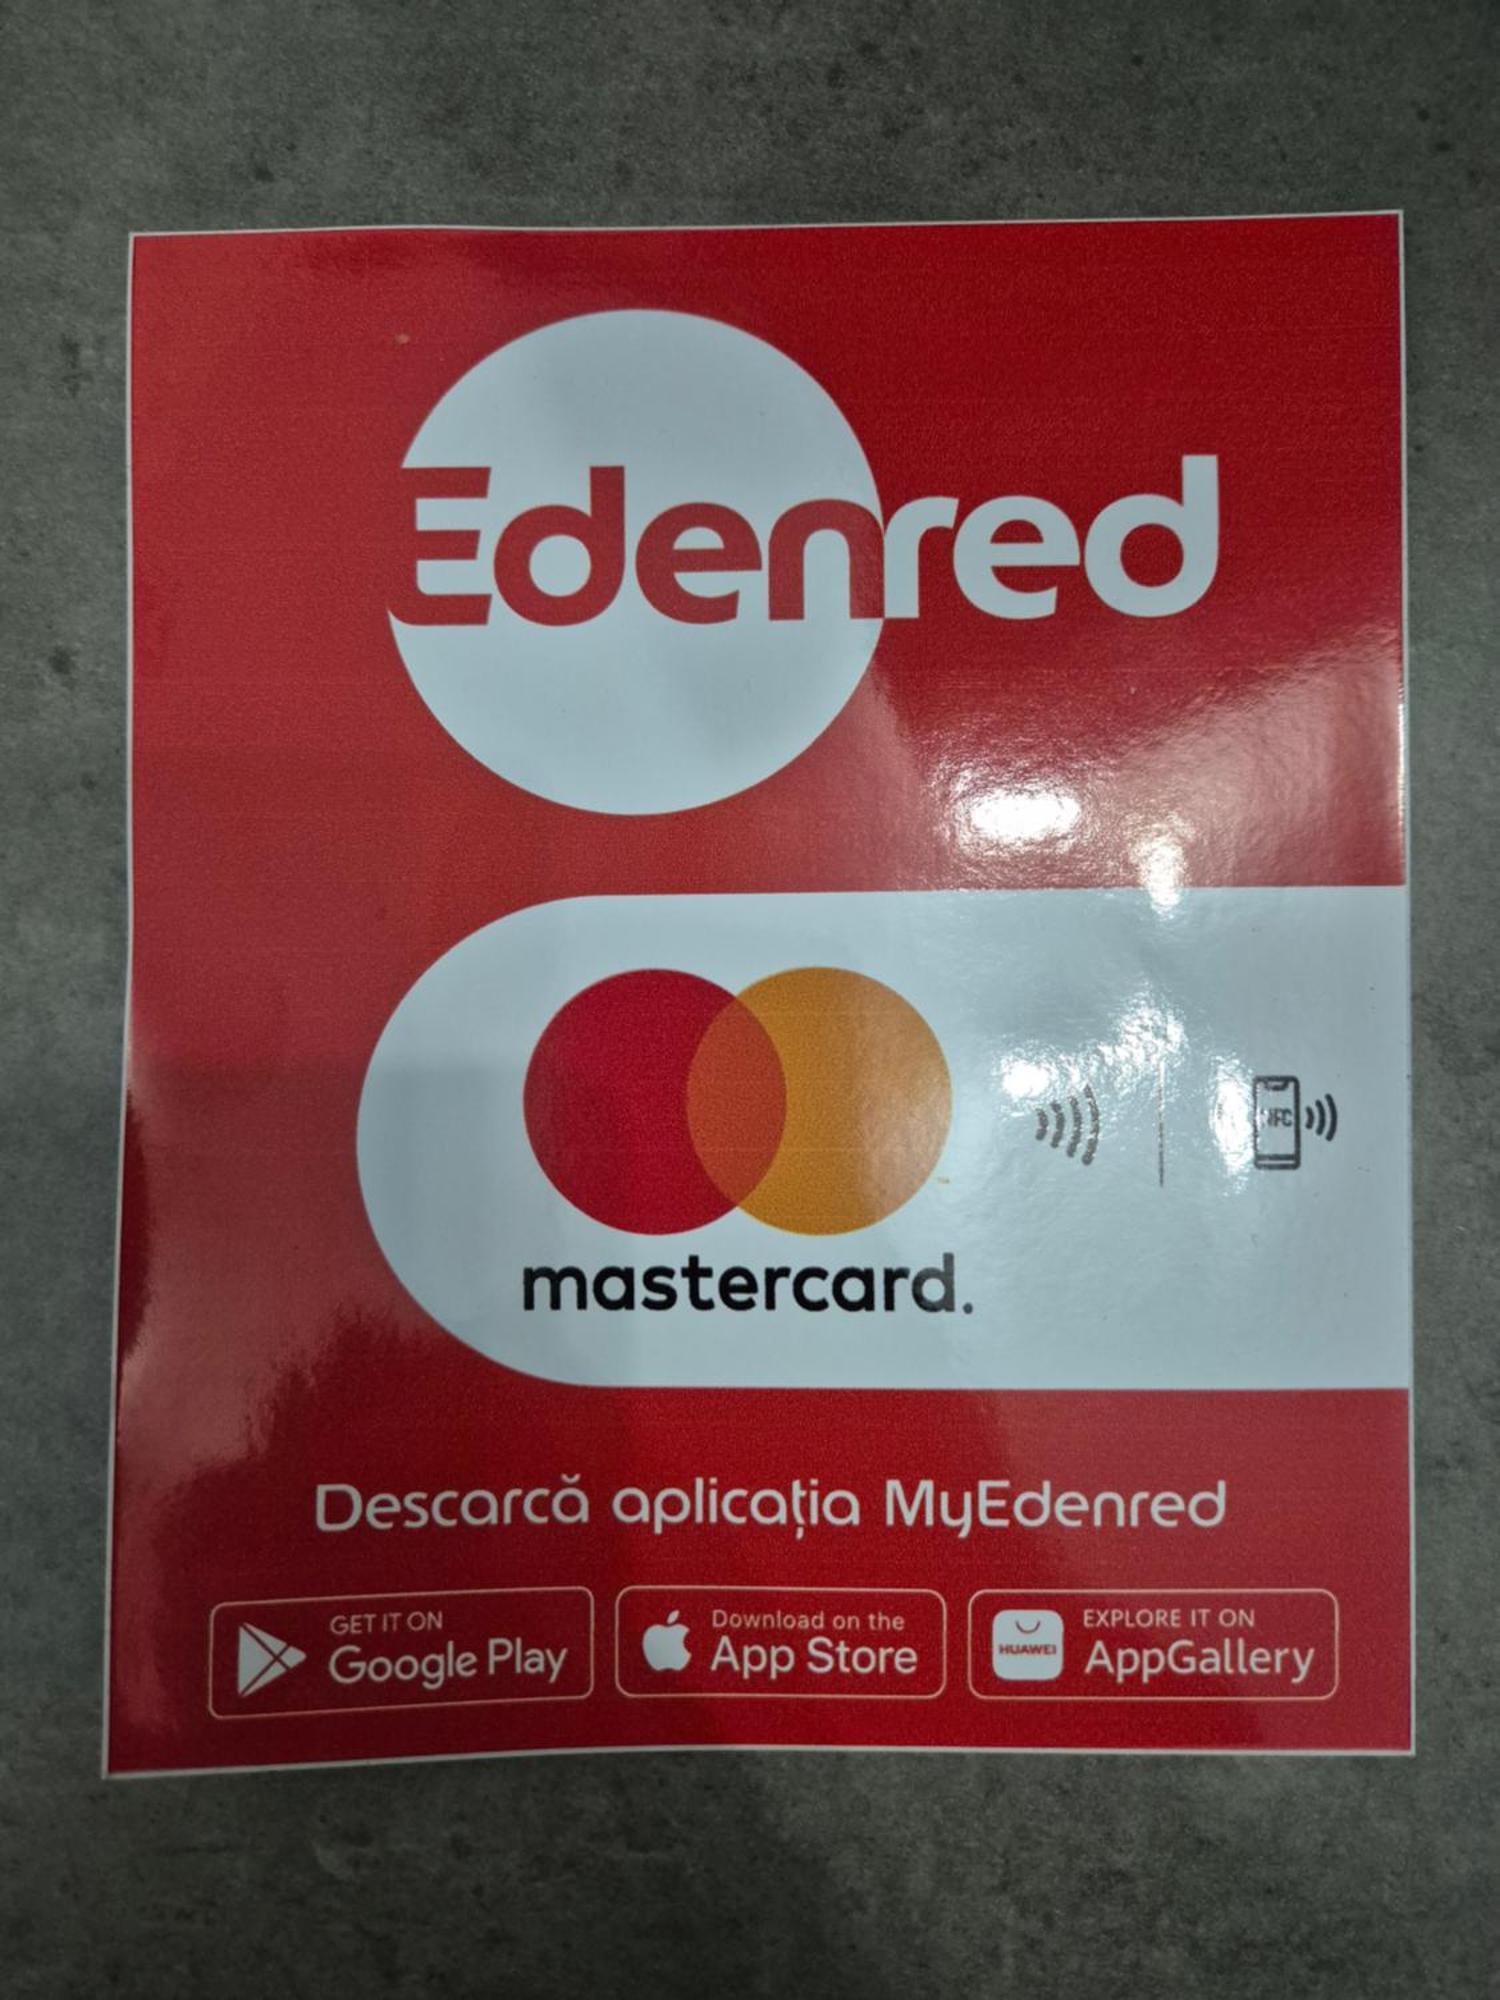 Edenred
mastercard.
NFC
Descarcă aplicația MyEdenred
GET IT ON
Google Play
Download on the
App Store
HUAWEI
EXPLORE IT ON
AppGallery